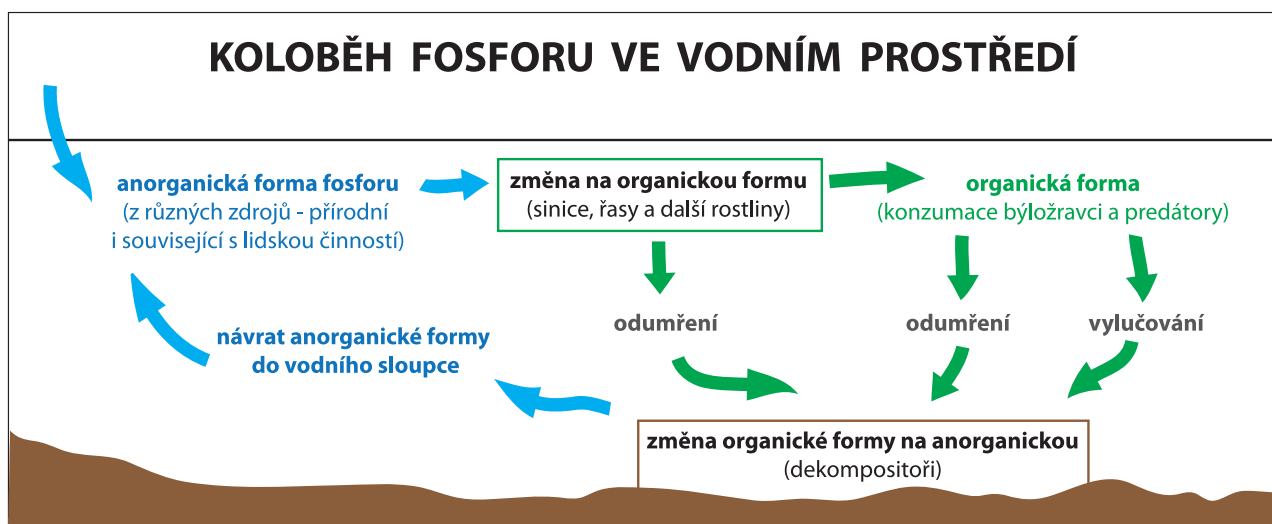 KOLOBĚH FOSFORU VE VODNÍM PROSTŘEDÍ
anorganická forma fosforu
(z různých zdrojů - přírodní
i související s lidskou činností)
změna na organickou formu
(sinice, řasy a další rostliny)
organická forma
(konzumace býložravci a predátory)
odumření
odumření
vylučování
návrat anorganické formy
do vodního sloupce
změna organické formy na anorganickou
(dekompositoři)